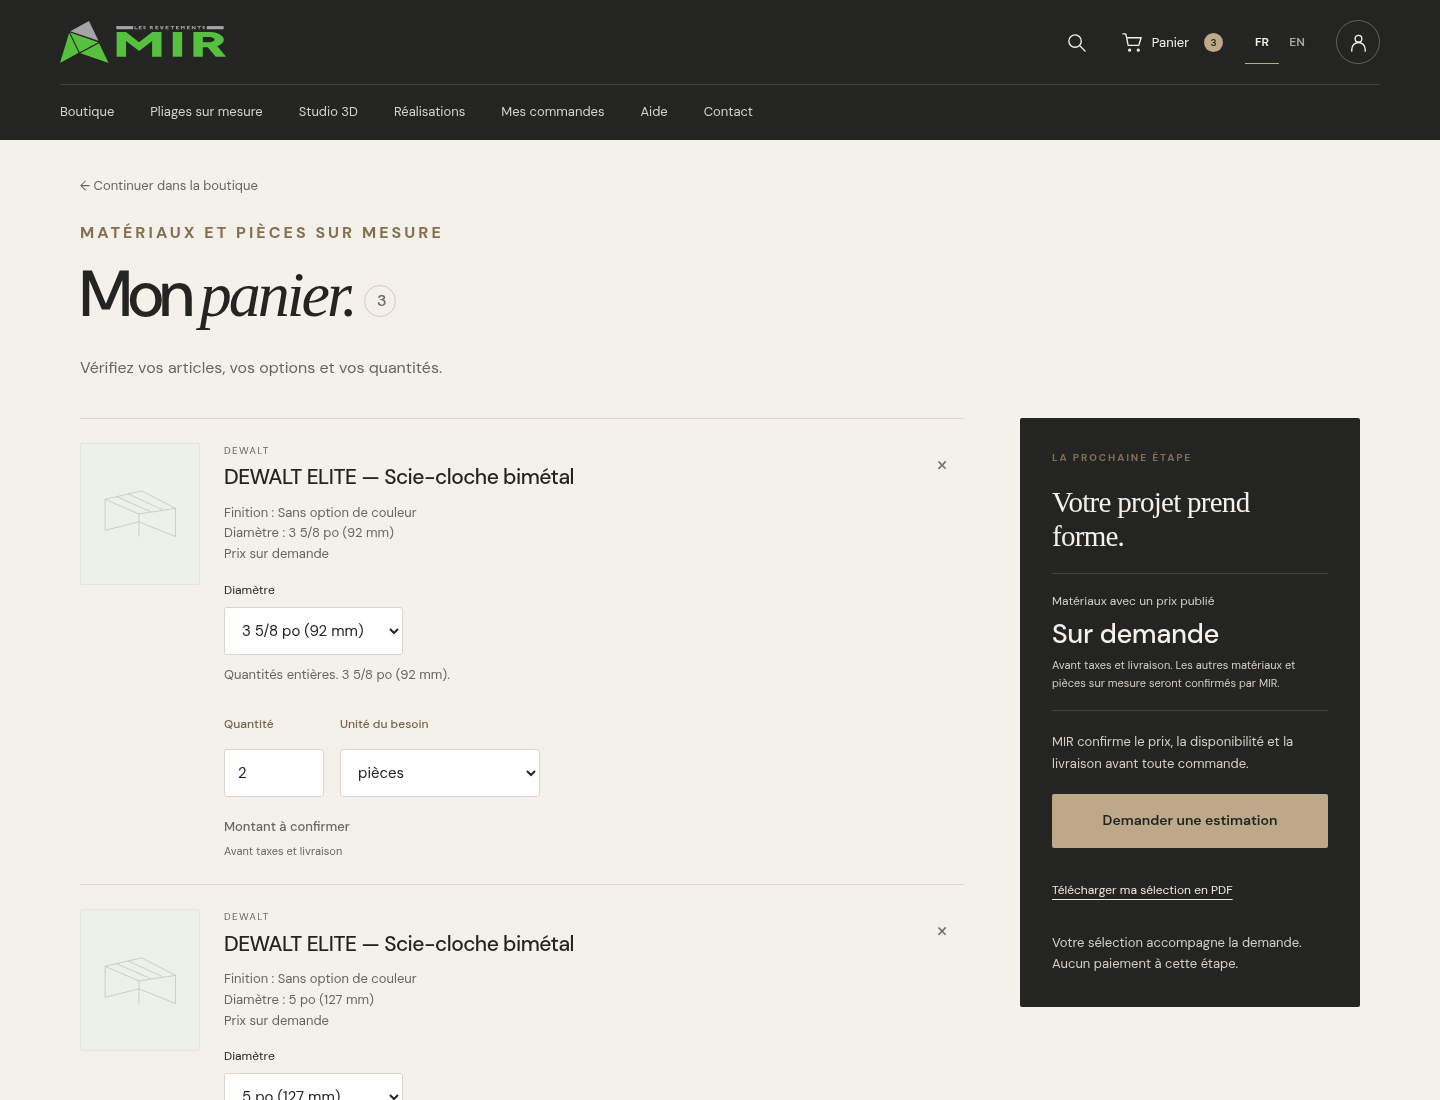 LES REVÊTEMENTS
MIR
Panier 3
FR EN
Boutique Pliages sur mesure Studio 3D Réalisations Mes commandes Aide Contact
← Continuer dans la boutique
MATÉRIAUX ET PIÈCES SUR MESURE
Mon panier. 3
Vérifiez vos articles, vos options et vos quantités.
DEWALT
DEWALT ELITE — Scie-cloche bimétal
×
Finition : Sans option de couleur
Diamètre : 3 5/8 po (92 mm)
Prix sur demande
Diamètre
3 5/8 po (92 mm)
Quantités entières. 3 5/8 po (92 mm).
Quantité Unité du besoin
2 pièces
Montant à confirmer
Avant taxes et livraison
DEWALT
DEWALT ELITE — Scie-cloche bimétal
×
Finition : Sans option de couleur
Diamètre : 5 po (127 mm)
Prix sur demande
Diamètre
5 po (127 mm)
LA PROCHAINE ÉTAPE
Votre projet prend
forme.
Matériaux avec un prix publié
Sur demande
Avant taxes et livraison. Les autres matériaux et
pièces sur mesure seront confirmés par MIR.
MIR confirme le prix, la disponibilité et la
livraison avant toute commande.
Demander une estimation
Télécharger ma sélection en PDF
Votre sélection accompagne la demande.
Aucun paiement à cette étape.